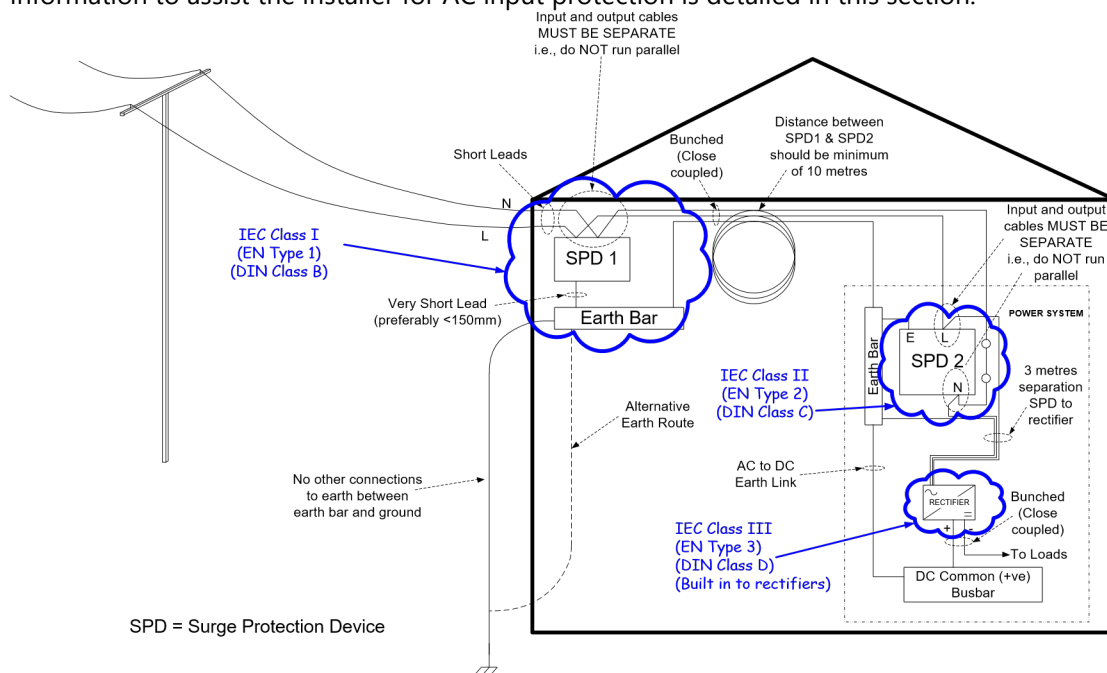 information to assist the installer for AC input protection is detailed in this section.
Input and output cables
MUST BE SEPARATE
i.e., do NOT run parallel
Short Leads
Bunched
(Close
coupled)
Distance between
SPD1 & SPD2
should be minimum
of 10 metres
N
L
IEC Class I
(EN Type 1)
(DIN Class B)
SPD 1
Very Short Lead
(preferably <150mm)
Earth Bar
Input and output
cables MUST BE
SEPARATE
i.e., do NOT run
parallel
POWER SYSTEM
Earth Bar
E
L
SPD 2
N
IEC Class II
(EN Type 2)
(DIN Class C)
3 metres
separation
SPD to
rectifier
Alternative
Earth Route
No other connections
to earth between
earth bar and ground
AC to DC
Earth Link
RECTIFIER
+
-
Bunched
(Close
coupled)
To Loads
IEC Class III
(EN Type 3)
(DIN Class D)
(Built in to rectifiers)
DC Common (+ve)
Busbar
SPD = Surge Protection Device